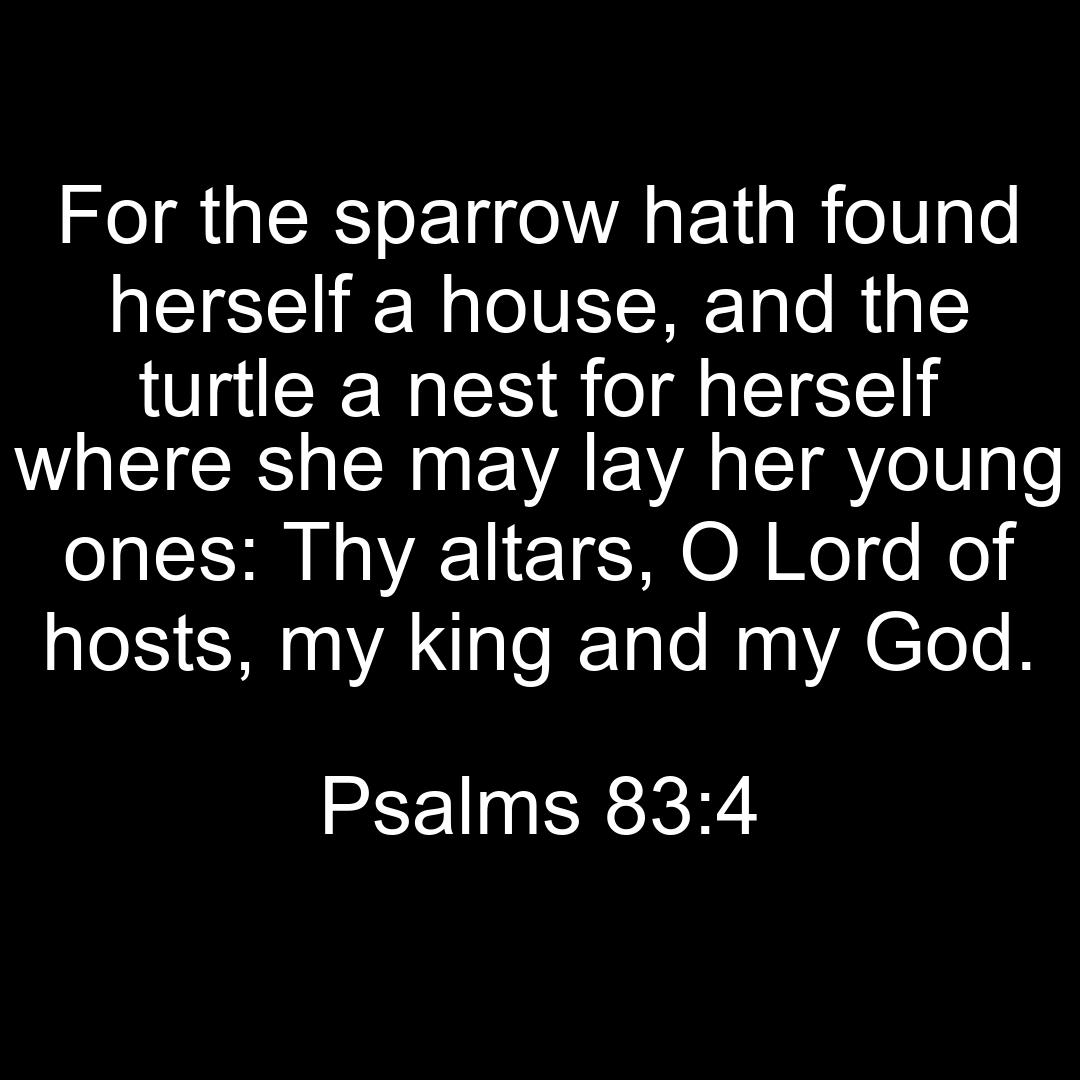 For the sparrow hath found
herself a house, and the
turtle a nest for herself
where she may lay her young
ones: Thy altars, O Lord of
hosts, my king and my God.
Psalms 83:4